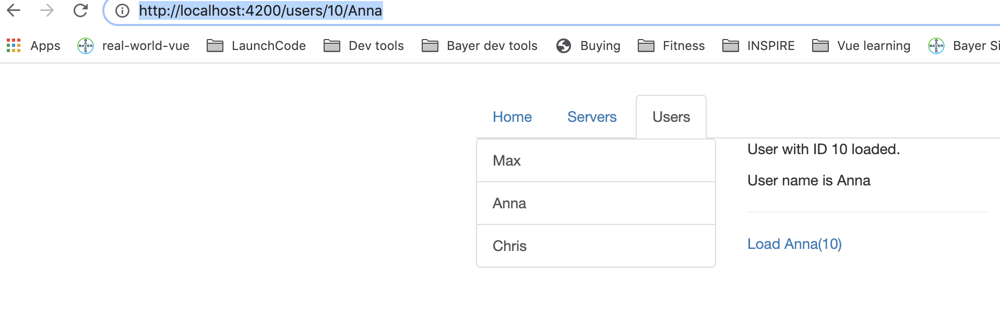 http://localhost:4200/users/10/Anna
Apps real-world-vue LaunchCode Dev tools Bayer dev tools Buying Fitness INSPIRE Vue learning Bayer Si
Home Servers Users
Max
Anna
Chris
User with ID 10 loaded.
User name is Anna
Load Anna(10)